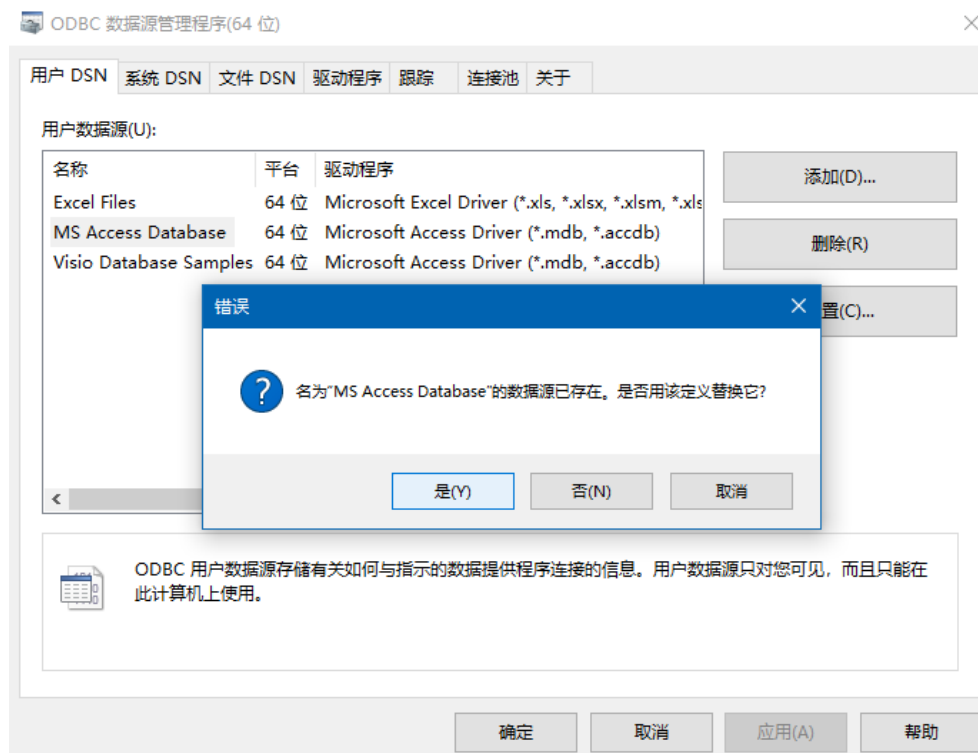 ODBC 数据源管理程序(64 位)
用户 DSN 系统 DSN 文件 DSN 驱动程序 跟踪 连接池 关于
用户数据源(U):
名称 平台 驱动程序
Excel Files 64 位 Microsoft Excel Driver (*.xls, *.xlsx, *.xlsm, *.xls
MS Access Database 64 位 Microsoft Access Driver (*.mdb, *.accdb)
Visio Database Samples 64 位 Microsoft Access Driver (*.mdb, *.accdb)
添加(D)...
删除(R)
置(C)...
错误
名为“MS Access Database”的数据源已存在。是否用该定义替换它?
是(Y) 否(N) 取消
ODBC 用户数据源存储有关如何与指示的数据提供程序连接的信息。用户数据源只对您可见，而且只能在
此计算机上使用。
确定 取消 应用(A) 帮助